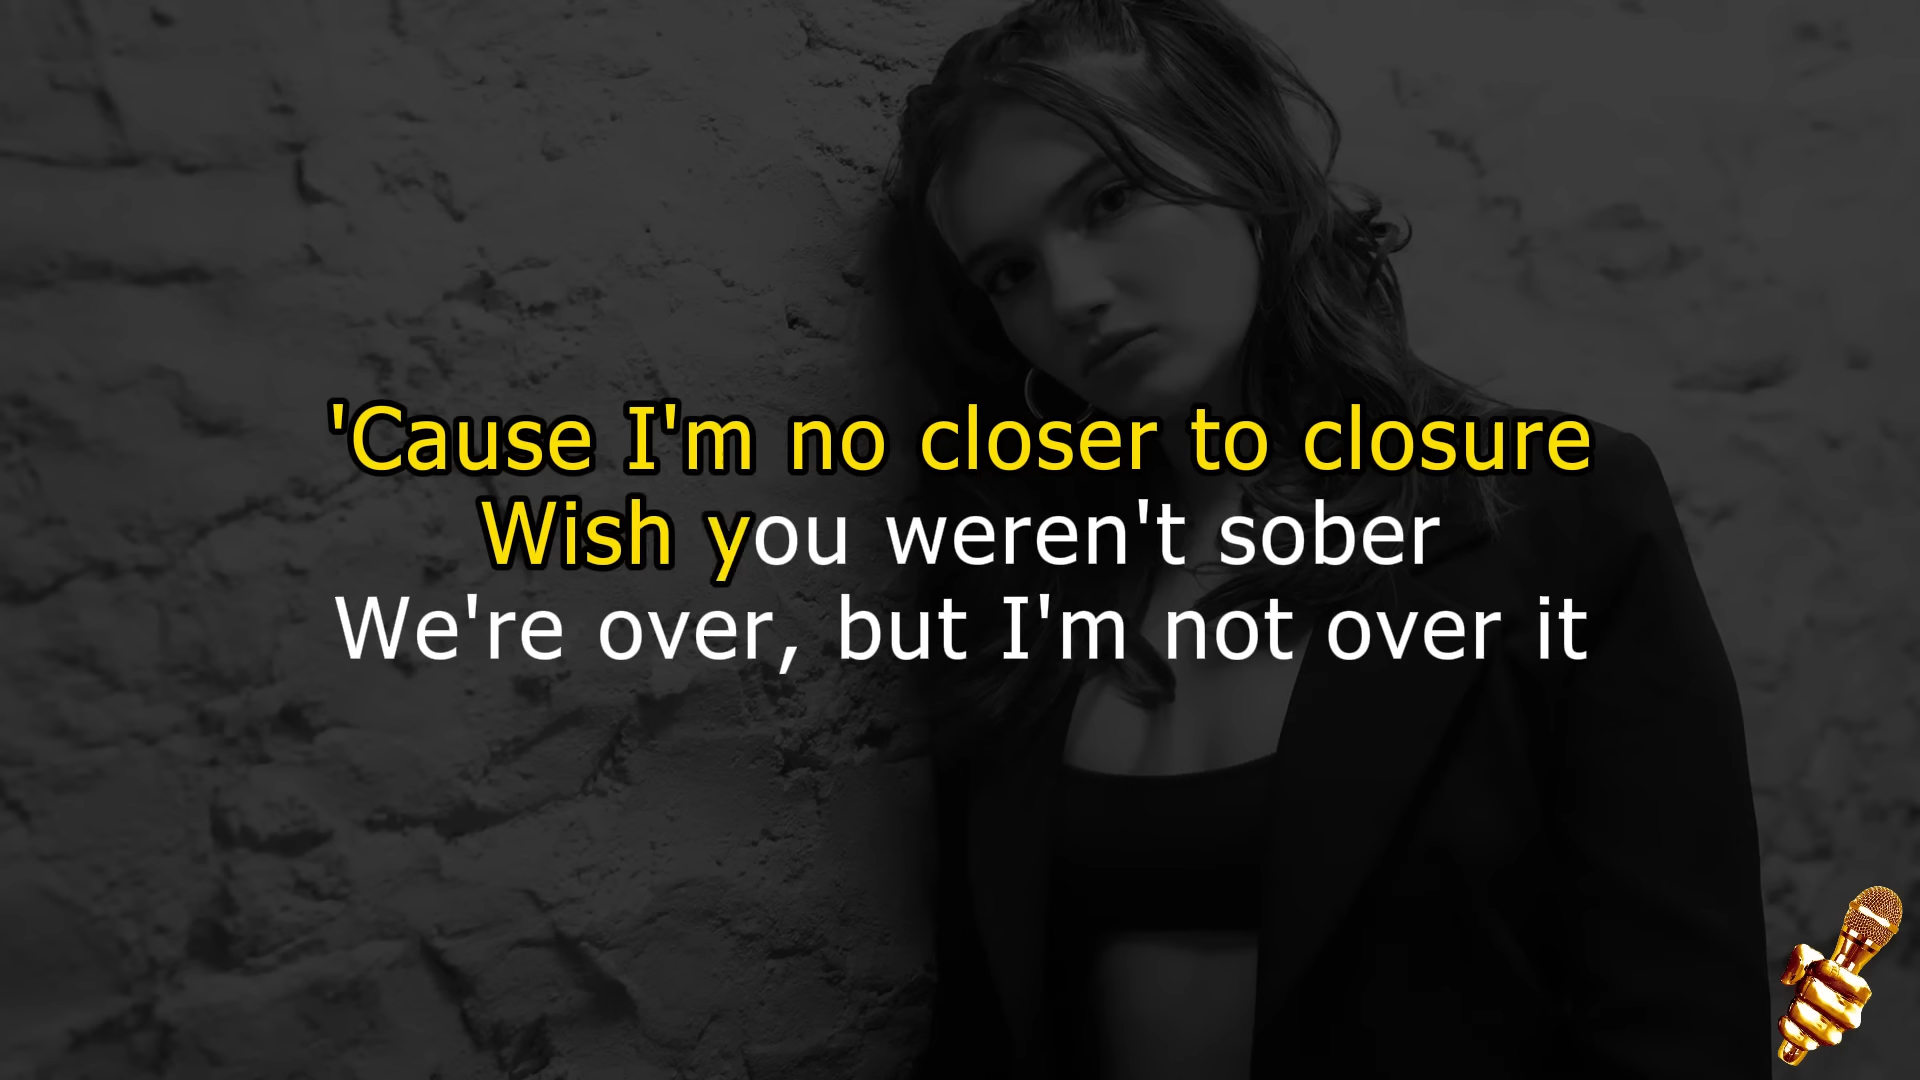 'Cause I'm no closer to closure
Wish you weren't sober
We're over, but I'm not over it